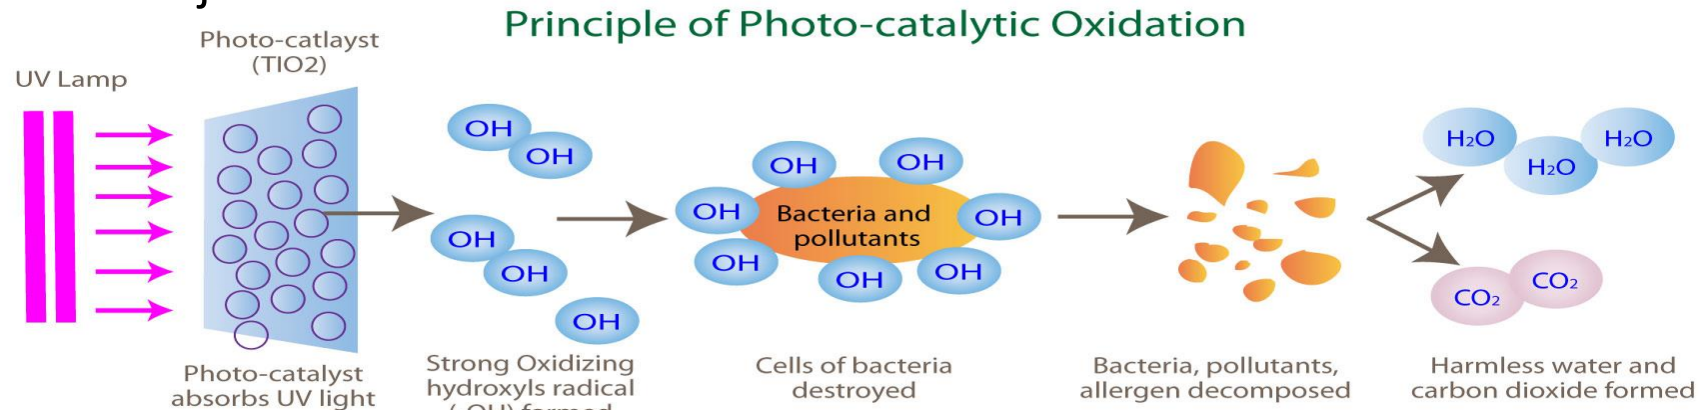 Principle of Photo-catalytic Oxidation
Photo-catlayst
(TIO2)
UV Lamp
OH
OH
OH
OH
OH
OH
OH
OH
OH
OH
OH
OH
Bacteria and
pollutants
H₂O
H₂O
H₂O
CO₂
CO₂
Photo-catalyst
absorbs UV light
Strong Oxidizing
hydroxyls radical
Cells of bacteria
destroyed
Bacteria, pollutants,
allergen decomposed
Harmless water and
carbon dioxide formed